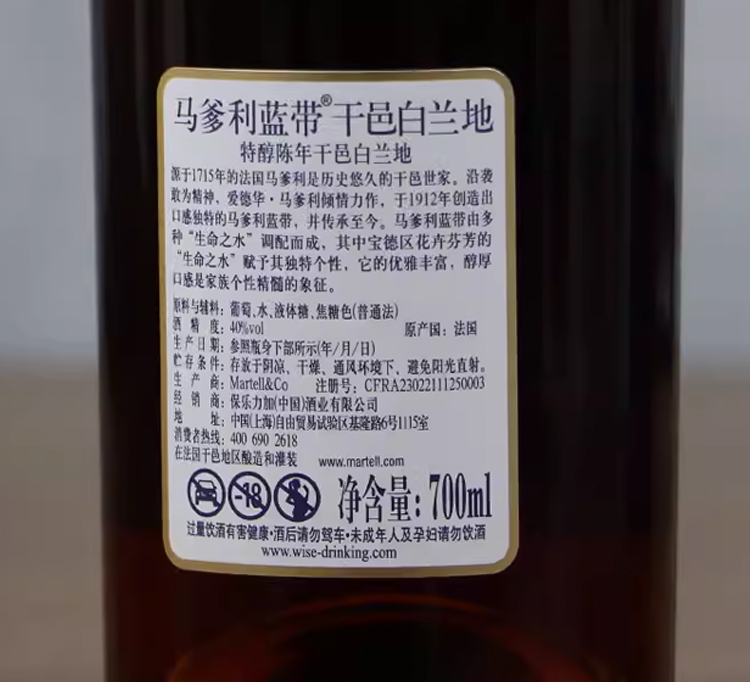 马爹利蓝带®干邑白兰地
特醇陈年干邑白兰地
源于1715年的法国马爹利是历史悠久的干邑世家。沿袭
敢为精神，爱德华·马爹利倾情力作，于1912年创造出
口感独特的马爹利蓝带，并传承至今。马爹利蓝带由多
种“生命之水”调配而成，其中宝德区花卉芬芳的
“生命之水”赋予其独特个性，它的优雅丰富，醇厚
口感是家族个性精髓的象征。
原料与辅料：葡萄、水、液体糖、焦糖色(普通法)
酒精度：40%vol 原产国：法国
生产日期：参照瓶身下部所示(年/月/日)
贮存条件：存放于阴凉、干燥、通风环境下、避免阳光直射。
生产商：Martell&Co 注册号：CFRA23022111250003
经销商：保乐力加(中国)酒业有限公司
地址：中国(上海)自由贸易试验区基隆路6号1115室
消费者热线：400 690 2618
在法国干邑地区酿造和灌装 www.martell.com
-18 净含量：700ml
过量饮酒有害健康·酒后请勿驾车·未成年人及孕妇请勿饮酒
www.wise-drinking.com